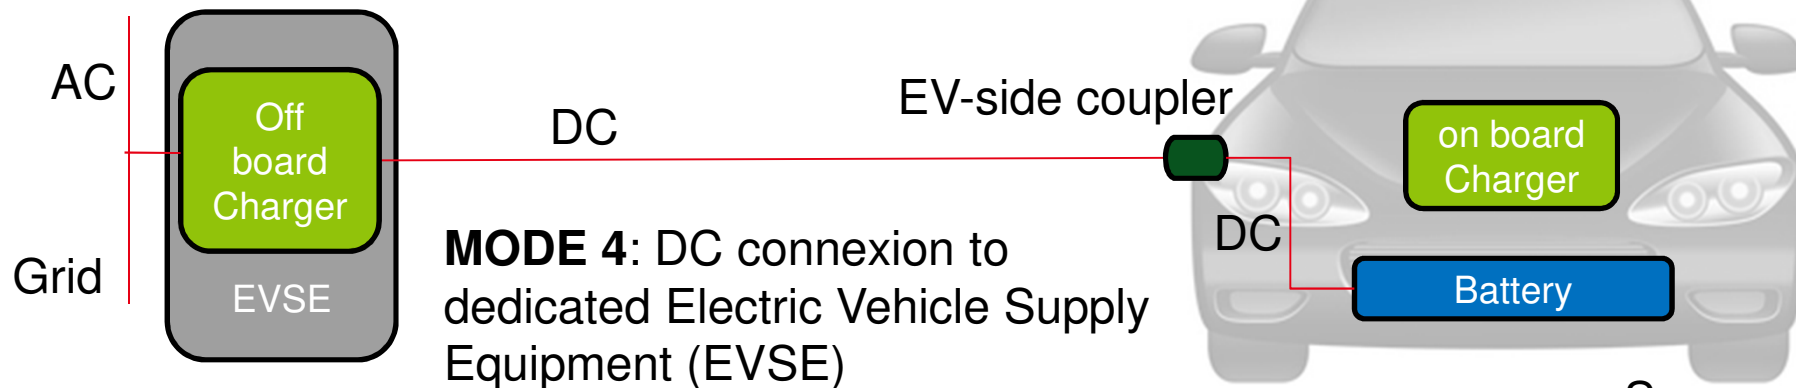 AC
Grid
Off
board
Charger
EVSE
DC
EV-side coupler
MODE 4: DC connexion to
dedicated Electric Vehicle Supply
Equipment (EVSE)
DC
on board
Charger
Battery